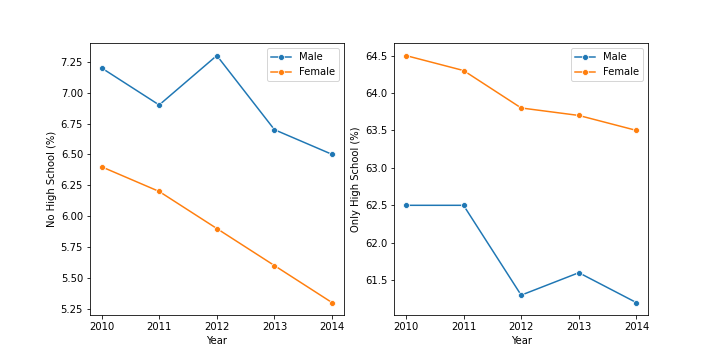 No High School (%)
7.25
7.00
6.75
6.50
6.25
6.00
5.75
5.50
5.25
2010 2011 2012 2013 2014
Year
Male
Female
Only High School (%)
64.5
64.0
63.5
63.0
62.5
62.0
61.5
2010 2011 2012 2013 2014
Year
Male
Female